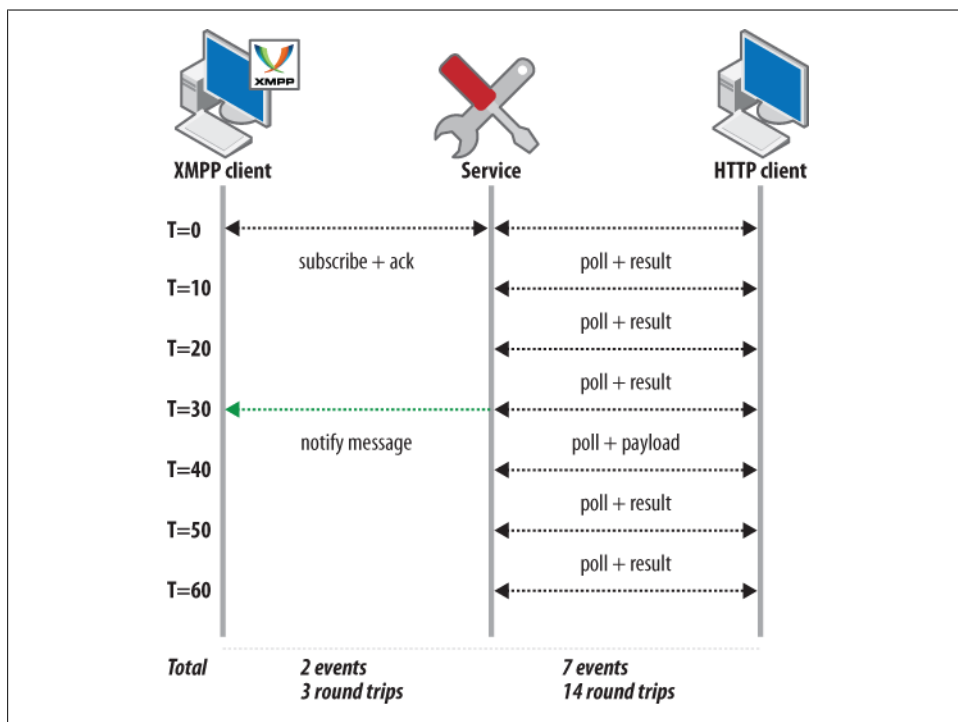 XMPP
XMPP client
Service
HTTP client
T=0
subscribe + ack
poll + result
T=10
poll + result
T=20
poll + result
T=30
notify message
poll + payload
T=40
poll + result
T=50
poll + result
T=60
Total
2 events
7 events
3 round trips
14 round trips